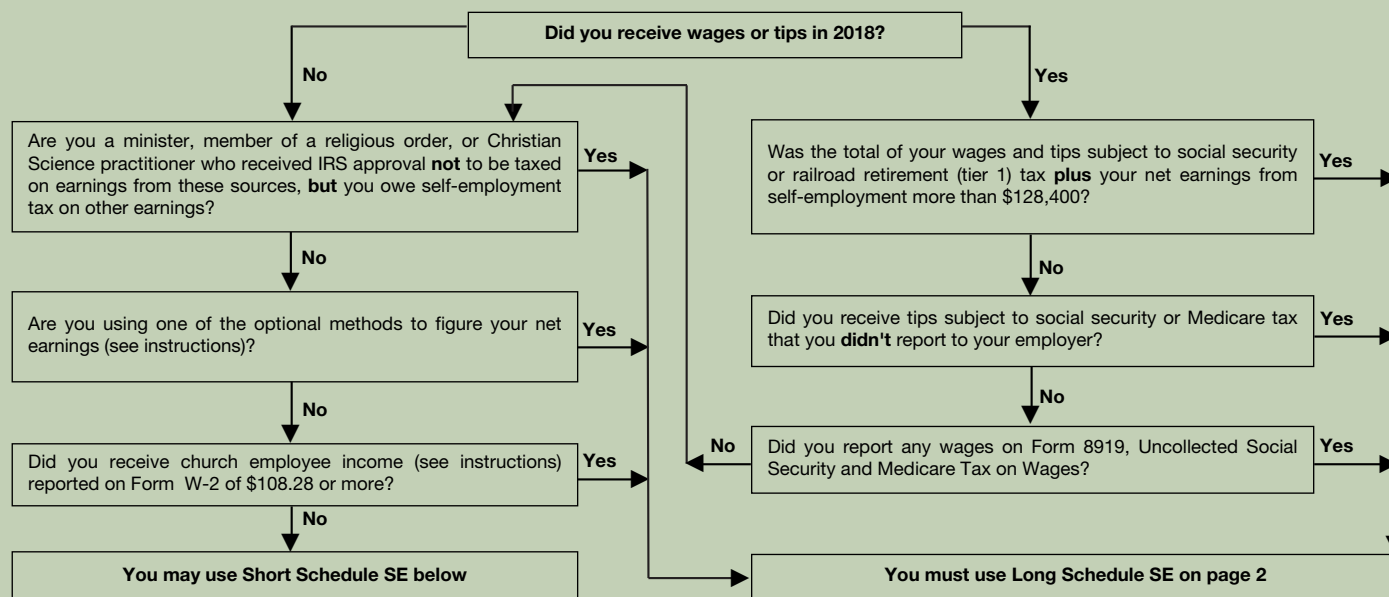 Did you receive wages or tips in 2018?
No
Yes
Are you a minister, member of a religious order, or Christian
Science practitioner who received IRS approval not to be taxed
on earnings from these sources, but you owe self-employment
tax on other earnings?
Yes
Was the total of your wages and tips subject to social security
or railroad retirement (tier 1) tax plus your net earnings from
self-employment more than $128,400?
Yes
No
No
Are you using one of the optional methods to figure your net
earnings (see instructions)?
Yes
Did you receive tips subject to social security or Medicare tax
that you didn't report to your employer?
Yes
No
No
Did you receive church employee income (see instructions)
reported on Form W-2 of $108.28 or more?
Yes
No
Did you report any wages on Form 8919, Uncollected Social
Security and Medicare Tax on Wages?
Yes
No
You may use Short Schedule SE below
You must use Long Schedule SE on page 2